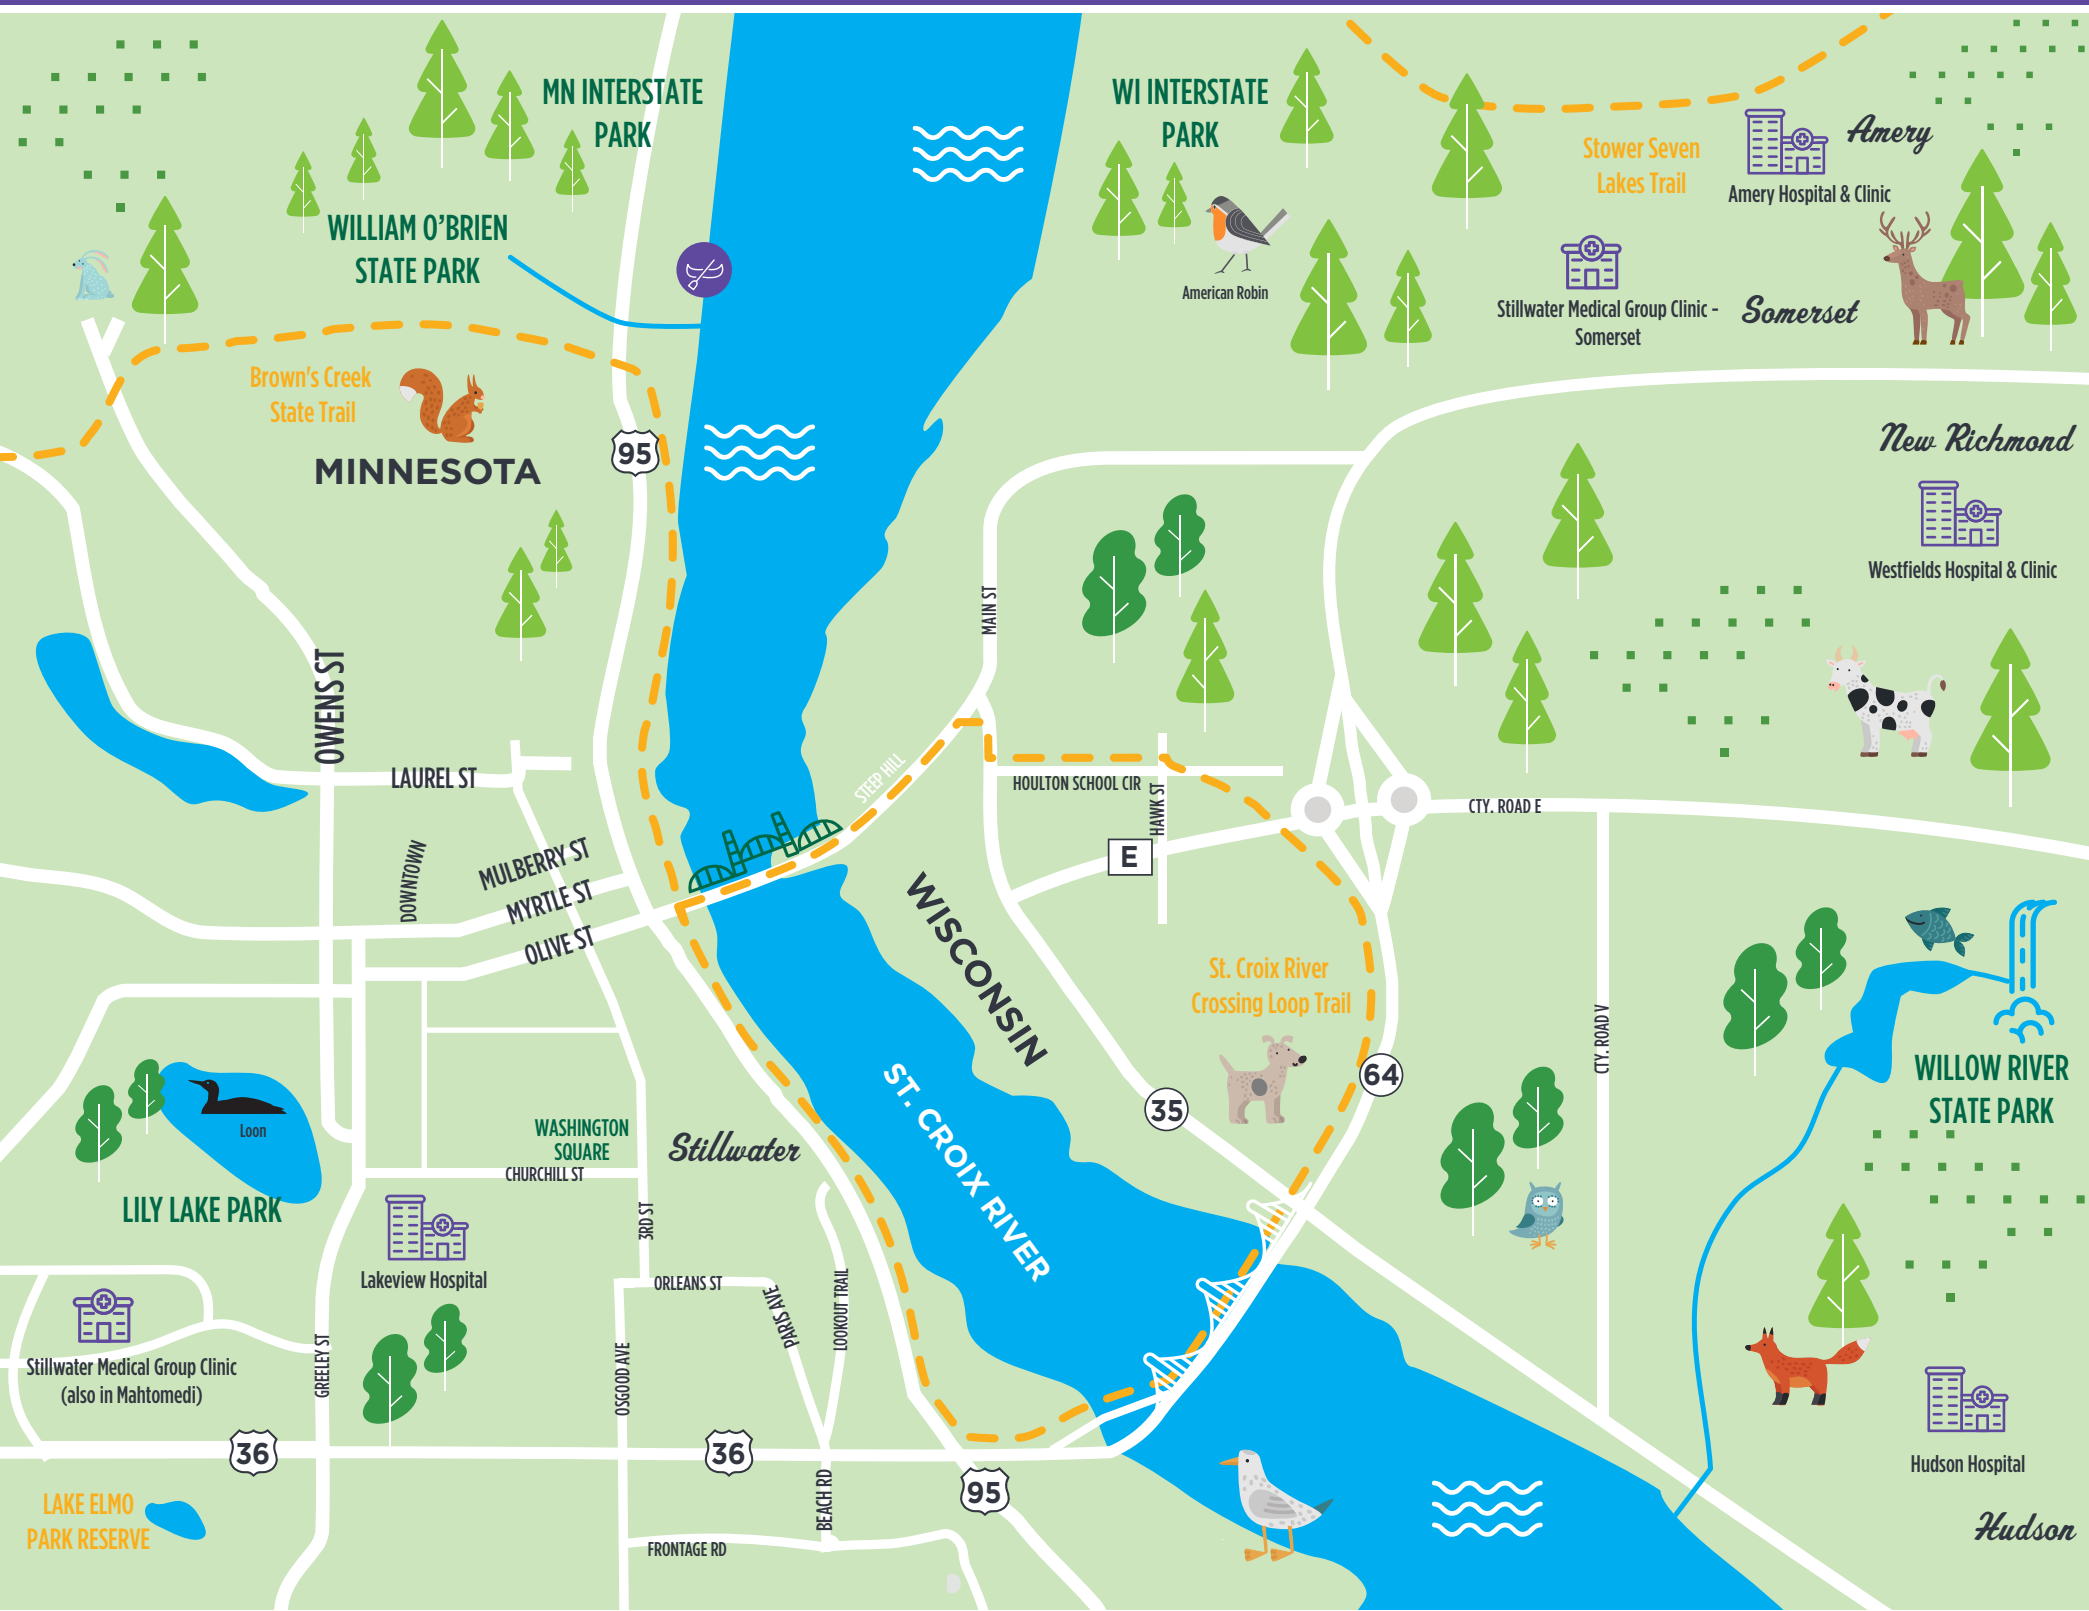 MN INTERSTATE
PARK
WI INTERSTATE
PARK
Stower Seven
Lakes Trail
Amery
Amery Hospital & Clinic
WILLIAM O'BRIEN
STATE PARK
American Robin
Stillwater Medical Group Clinic -
Somerset
Somerset
Brown's Creek
State Trail
MINNESOTA
95
New Richmond
Westfields Hospital & Clinic
MAIN ST
OWENS ST
LAUREL ST
STEEP HILL
HOULTON SCHOOL CIR
HAWK ST
CTY. ROAD E
E
DOWNTOWN
MULBERRY ST
MYRTLE ST
OLIVE ST
WISCONSIN
St. Croix River
Crossing Loop Trail
CTY. ROAD V
64
35
WILLOW RIVER
STATE PARK
ST. CROIX RIVER
Loon
LILY LAKE PARK
WASHINGTON
SQUARE
Stillwater
CHURCHILL ST
3RD ST
Lakeview Hospital
ORLEANS ST
PARIS AVE
LOOKOUT TRAIL
Stillwater Medical Group Clinic
(also in Mahtomedi)
GREELEY ST
OSGOOD AVE
36
36
95
BEACH RD
LAKE ELMO
PARK RESERVE
FRONTAGE RD
Hudson Hospital
Hudson